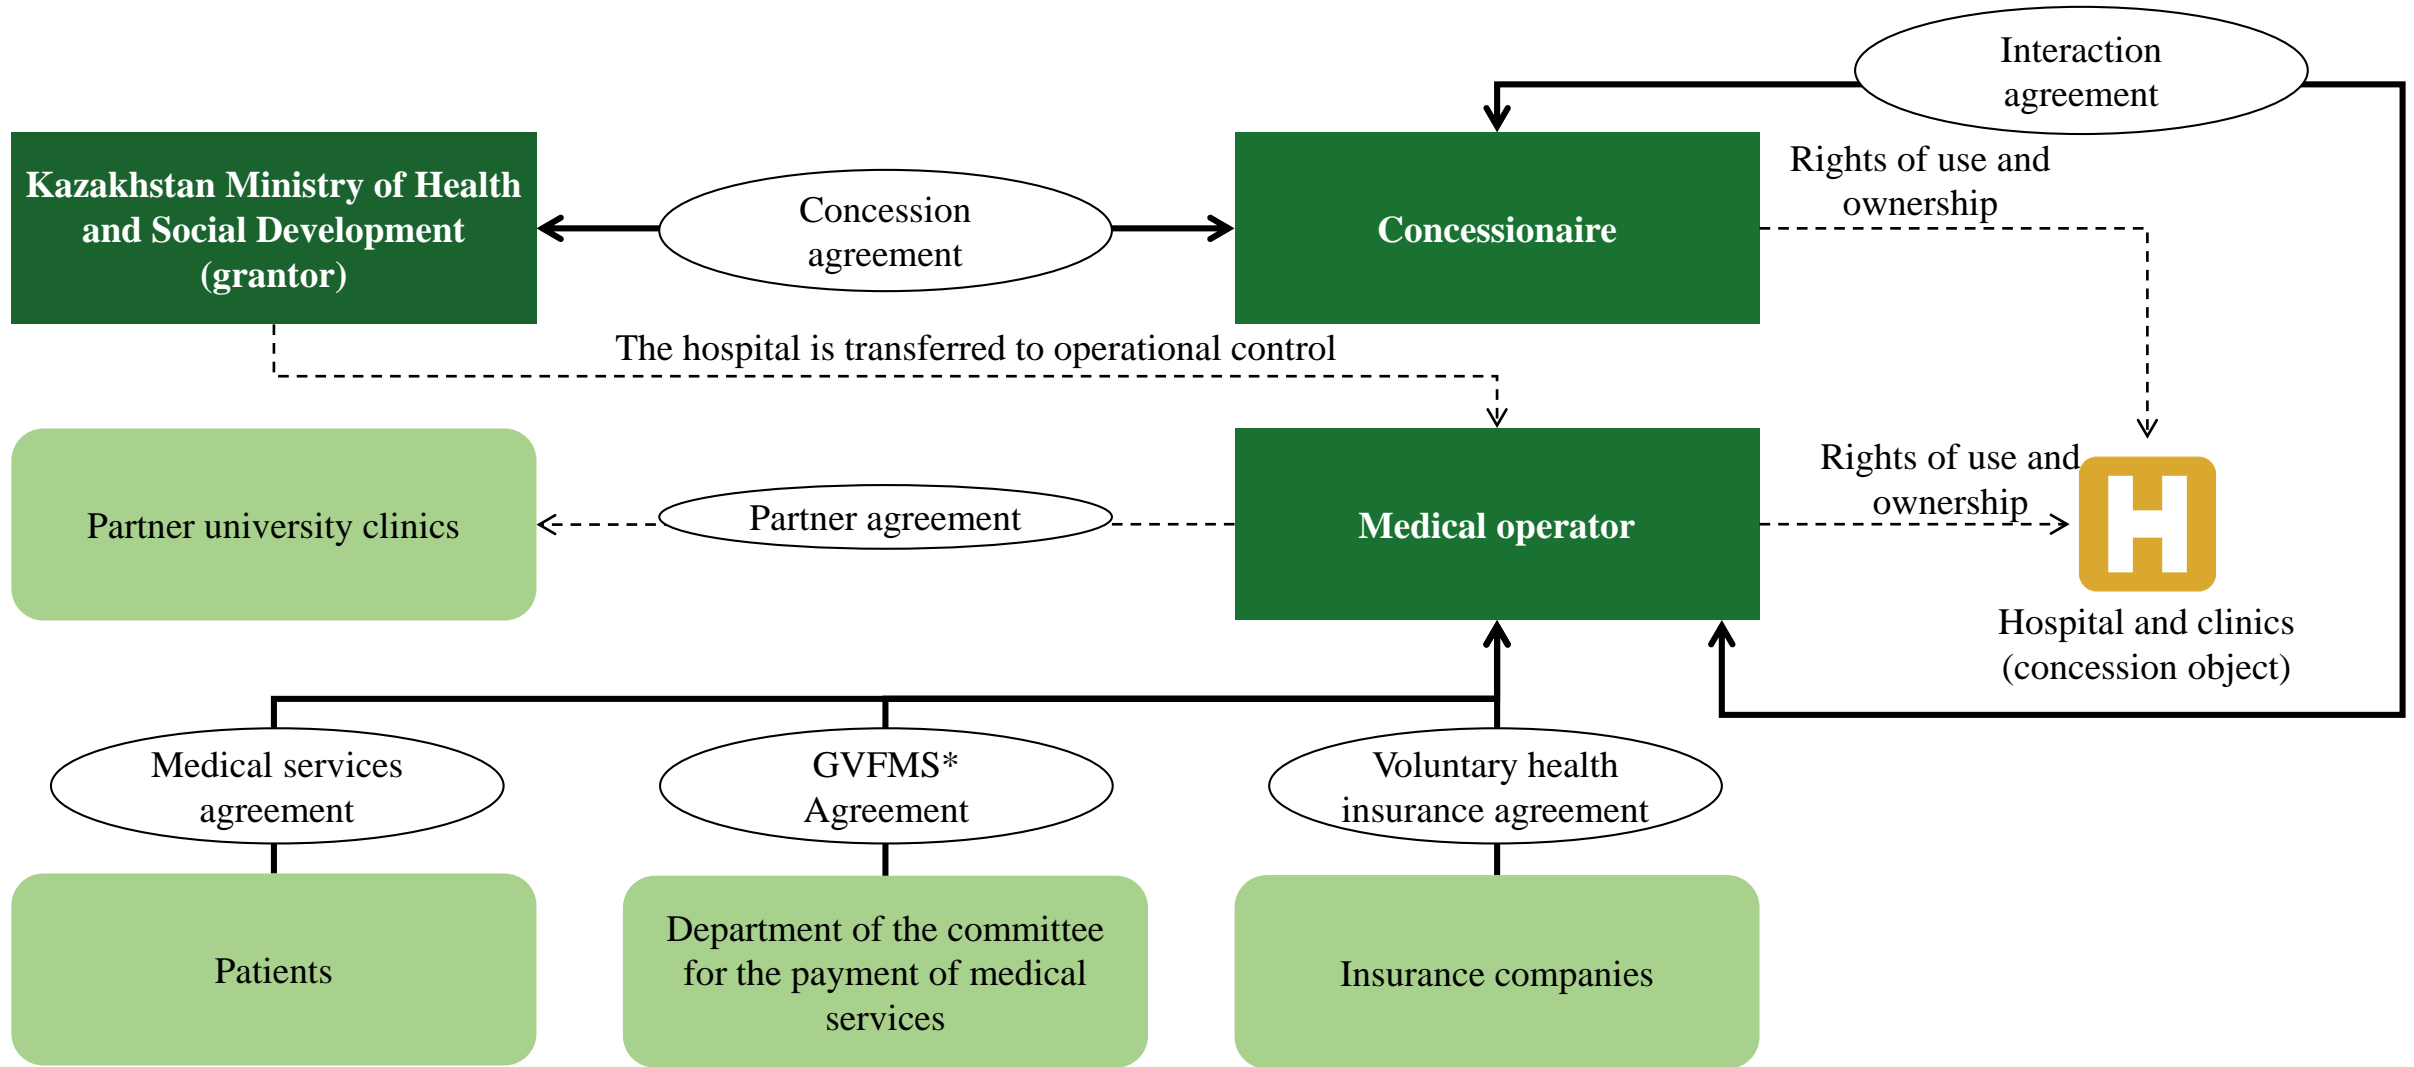 Interaction
agreement
Kazakhstan Ministry of Health
and Social Development
(grantor)
Concession
agreement
Concessionaire
Rights of use and
ownership
The hospital is transferred to operational control
Partner university clinics
Partner agreement
Medical operator
Rights of use and
ownership
H
Hospital and clinics
(concession object)
Medical services
agreement
GVFMS*
Agreement
Voluntary health
insurance agreement
Patients
Department of the committee
for the payment of medical
services
Insurance companies